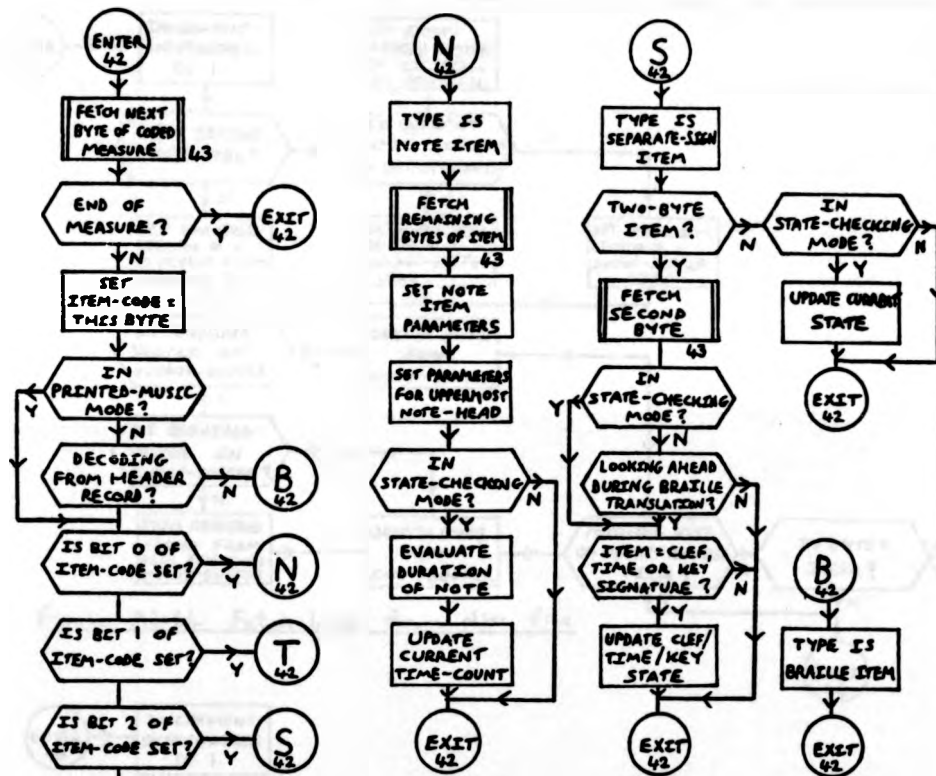 ENTER
42
FETCH NEXT
BYTE OF CODED
MEASURE
43
END OF
MEASURE?
Y
EXIT
42
N
SET
ITEM-CODE =
THIS BYTE
IN
PRINTED-MUSIC
MODE?
Y
N
DECODING
FROM HEADER
RECORD?
N
B
42
IS BIT 0 OF
ITEM-CODE SET?
Y
N
42
IS BIT 1 OF
ITEM-CODE SET?
Y
T
42
IS BIT 2 OF
ITEM-CODE SET?
Y
S
42
N
42
TYPE IS
NOTE ITEM
FETCH
REMAINING
BYTES OF ITEM
43
SET NOTE
ITEM
PARAMETERS
SET PARAMETERS
FOR UPPERMOST
NOTE-HEAD
IN
STATE-CHECKING
MODE?
N
Y
EVALUATE
DURATION
OF NOTE
UPDATE
CURRENT
TIME-COUNT
EXIT
42
S
42
TYPE IS
SEPARATE-SIGN
ITEM
TWO-BYTE
ITEM?
N
Y
FETCH
SECOND
BYTE
43
IN
STATE-CHECKING
MODE?
Y
N
LOOKING AHEAD
DURING BRAILLE
TRANSLATION?
N
Y
ITEM = CLEF,
TIME OR KEY
SIGNATURE?
N
Y
UPDATE CLEF/
TIME/KEY
STATE
EXIT
42
IN
STATE-CHECKING
MODE?
N
Y
UPDATE CURRENT
STATE
EXIT
42
B
42
TYPE IS
BRAILLE ITEM
EXIT
42